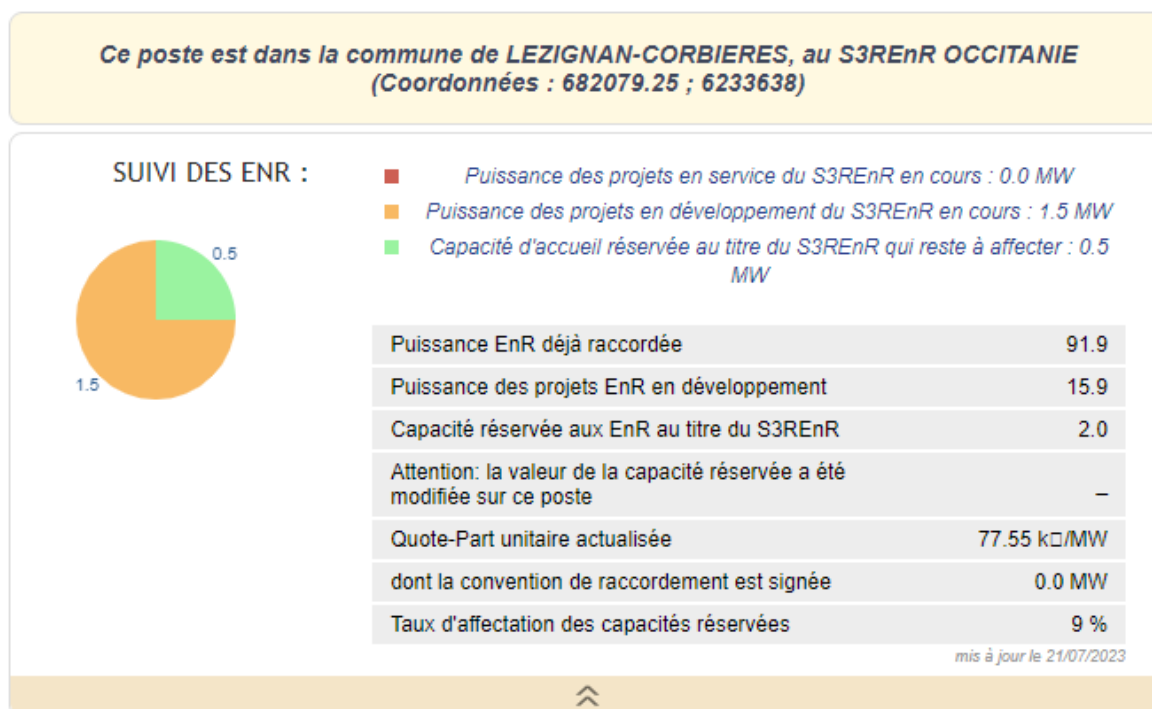 Ce poste est dans la commune de LEZIGNAN-CORBIERES, au S3REnR OCCITANIE
(Coordonnées : 682079.25 ; 6233638)
SUIVI DES ENR :
Puissance des projets en service du S3REnR en cours : 0.0 MW
Puissance des projets en développement du S3REnR en cours : 1.5 MW
Capacité d'accueil réservée au titre du S3REnR qui reste à affecter : 0.5
MW
0.5
1.5
Puissance EnR déjà raccordée 91.9
Puissance des projets EnR en développement 15.9
Capacité réservée aux EnR au titre du S3REnR 2.0
Attention: la valeur de la capacité réservée a été
modifiée sur ce poste –
Quote-Part unitaire actualisée 77.55 k□/MW
dont la convention de raccordement est signée 0.0 MW
Taux d'affectation des capacités réservées 9 %
mis à jour le 21/07/2023